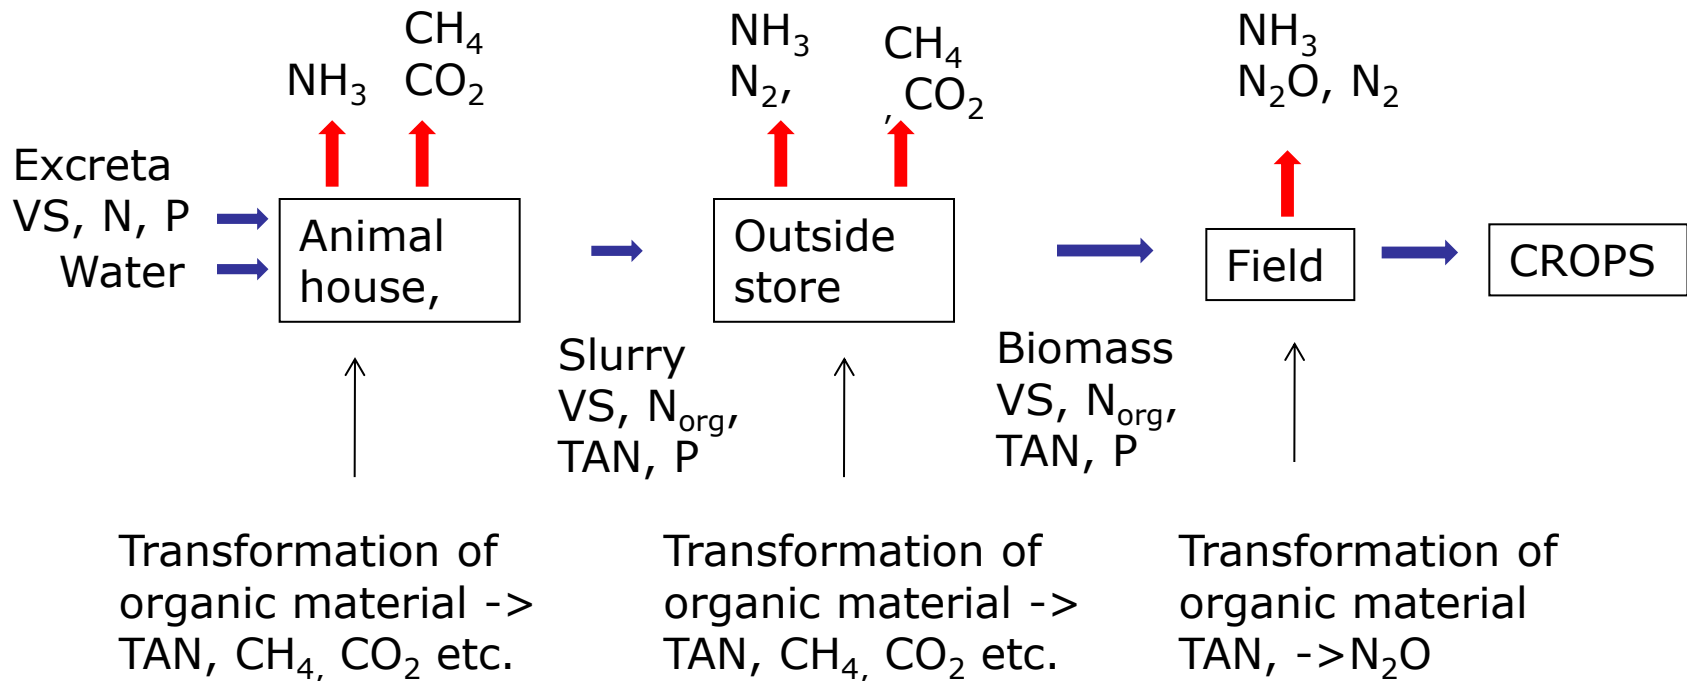 NH₃
CH₄
CO₂
NH₃
N₂,
CH₄
, CO₂
NH₃
N₂O, N₂
Excreta
VS, N, P
Water
Animal
house,
Outside
store
Field
CROPS
Slurry
VS, Norg,
TAN, P
Biomass
VS, Norg,
TAN, P
Transformation of
organic material ->
TAN, CH₄, CO₂ etc.
Transformation of
organic material ->
TAN, CH₄, CO₂ etc.
Transformation of
organic material
TAN, ->N₂O